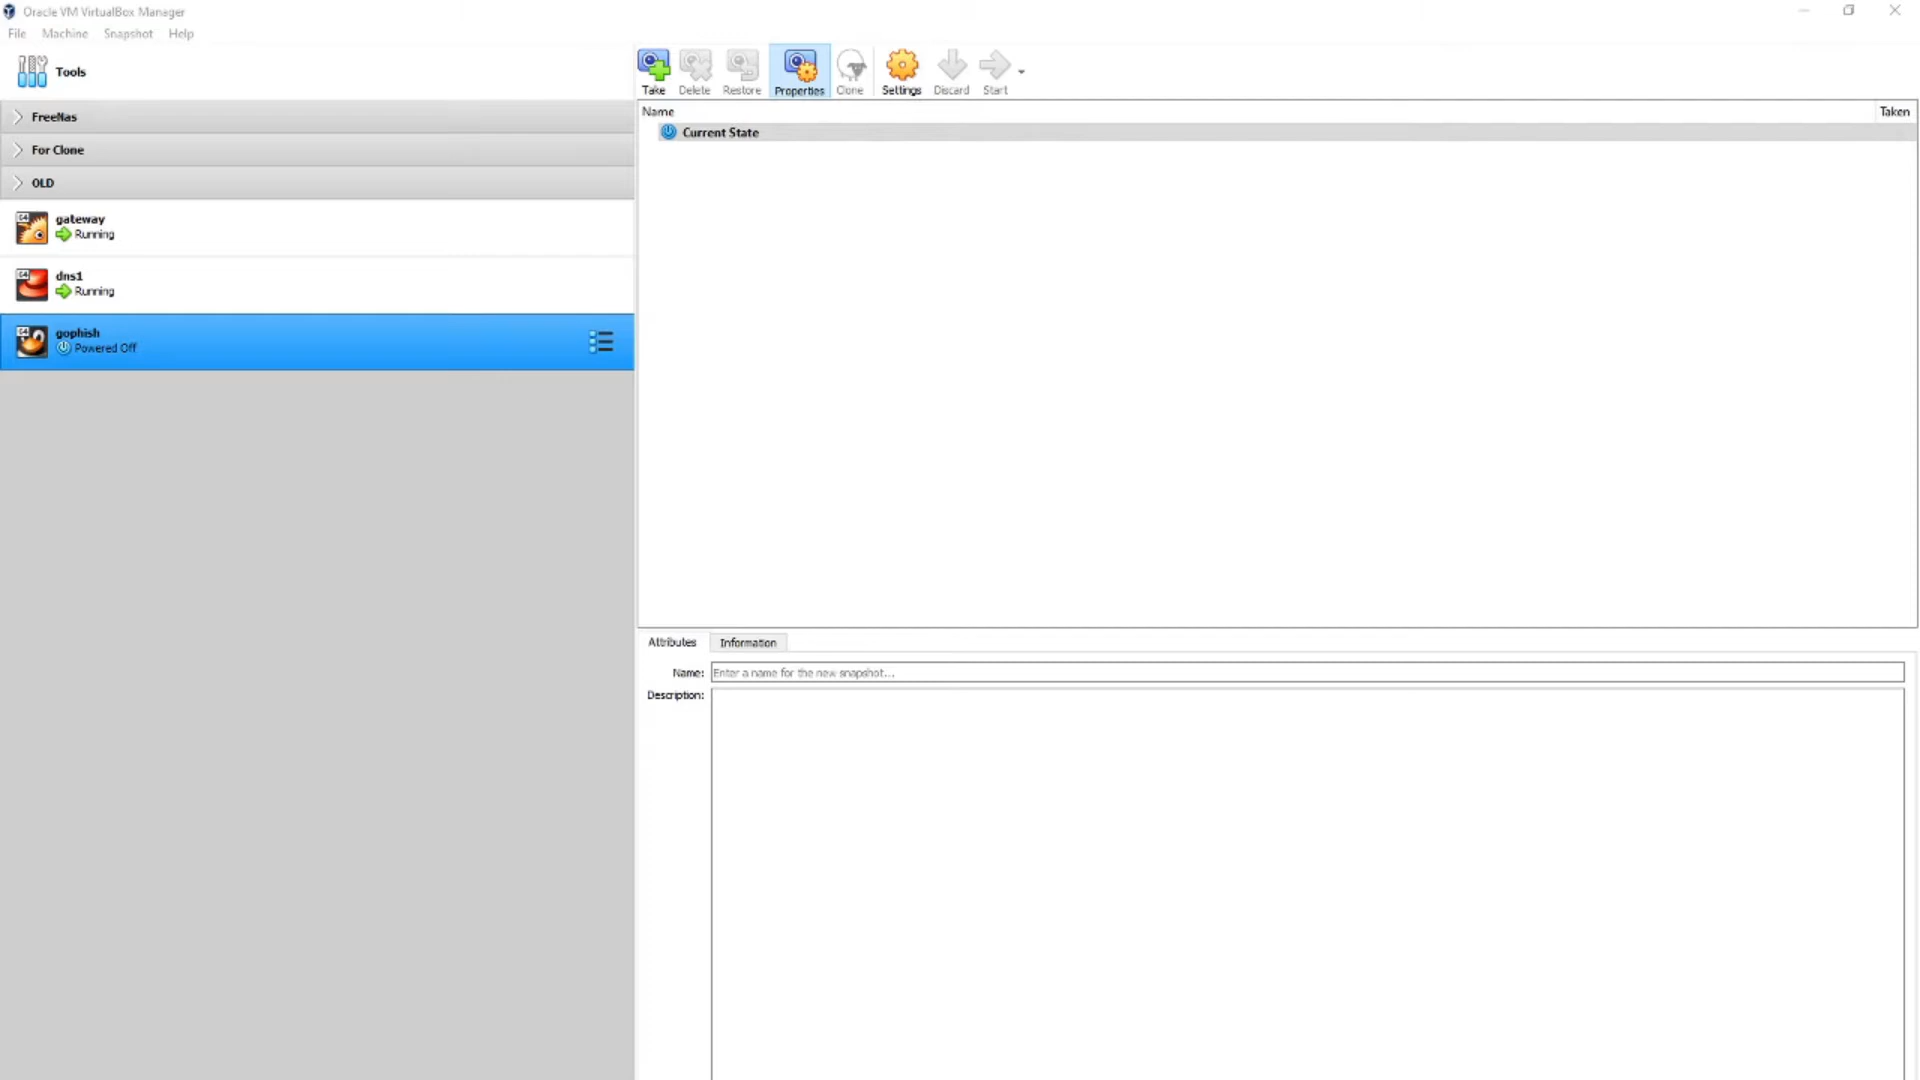 Oracle VM VirtualBox Manager
File Machine Snapshot Help
Tools
Take Delete Restore Properties Clone Settings Discard Start
FreeNas
For Clone
OLD
gateway
Running
dns1
Running
gophish
Powered Off
Name Taken
Current State
Attributes Information
Name: Enter a name for the new snapshot...
Description: